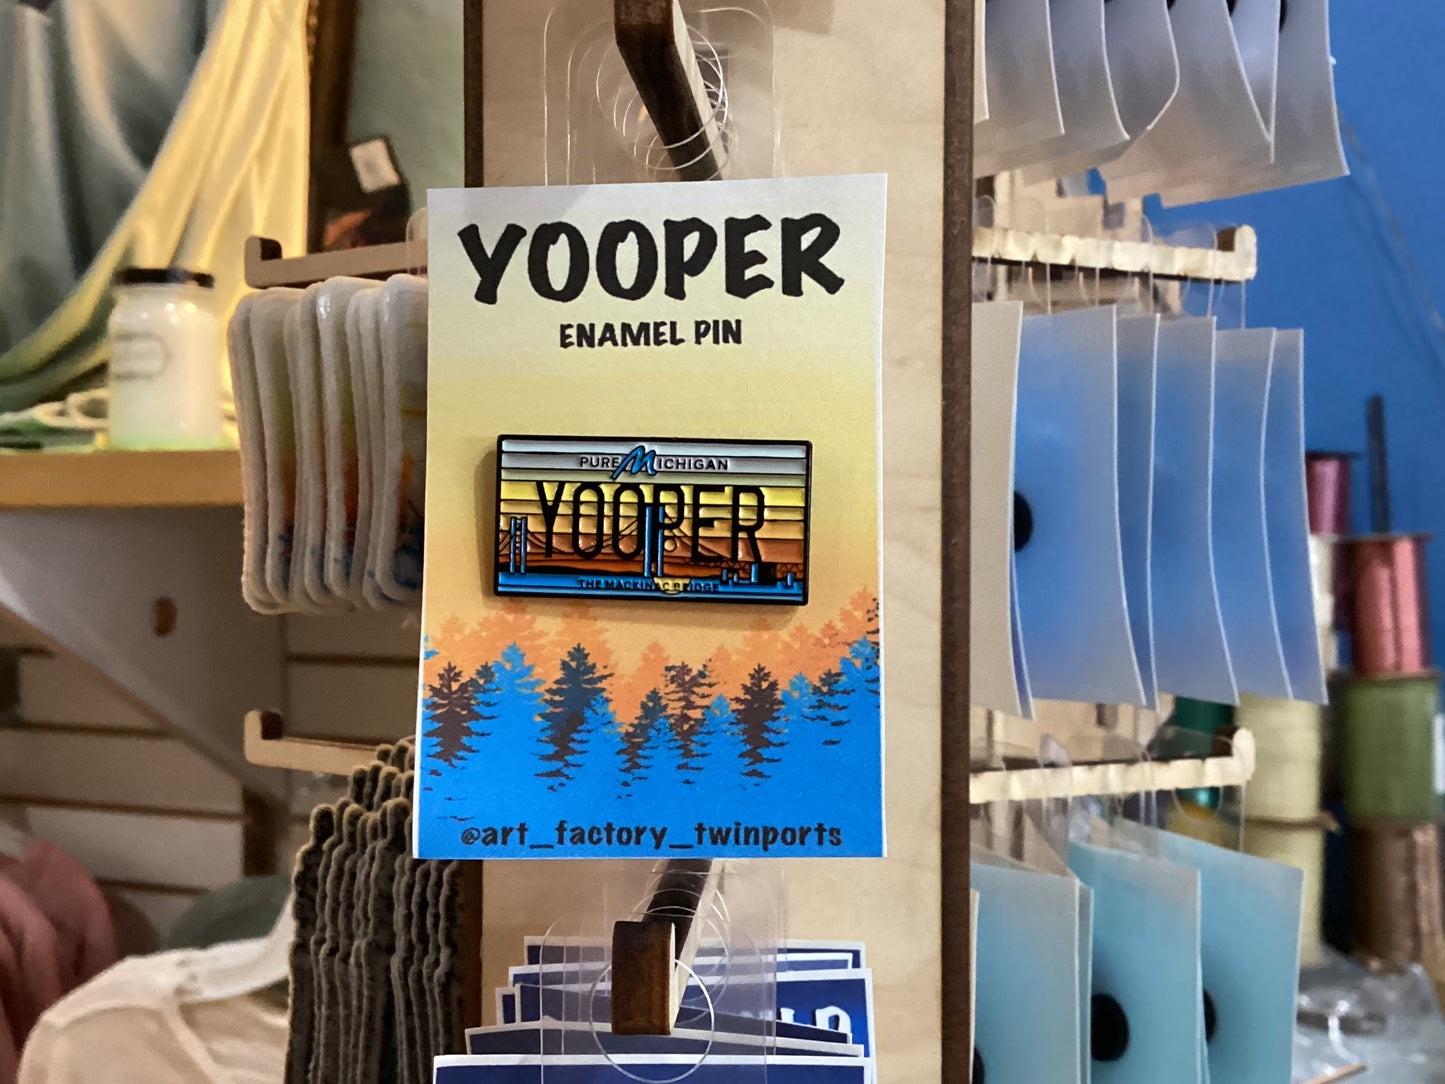 YOOPER
ENAMEL PIN
PURE MICHIGAN
YOOPER
THE MACKINAC BRIDGE
@art_factory_twinports